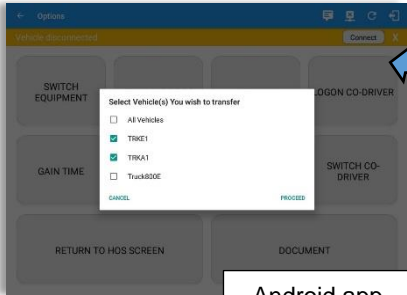 Options
Vehicle disconnected
Connect
X
SWITCH
EQUIPMENT
LOGON CO-DRIVER
Select Vehicle(s) You wish to transfer
All Vehicles
TRKE1
TRKA1
Truck800E
CANCEL
PROCEED
GAIN TIME
SWITCH CO-
DRIVER
RETURN TO HOS SCREEN
DOCUMENT
Android app